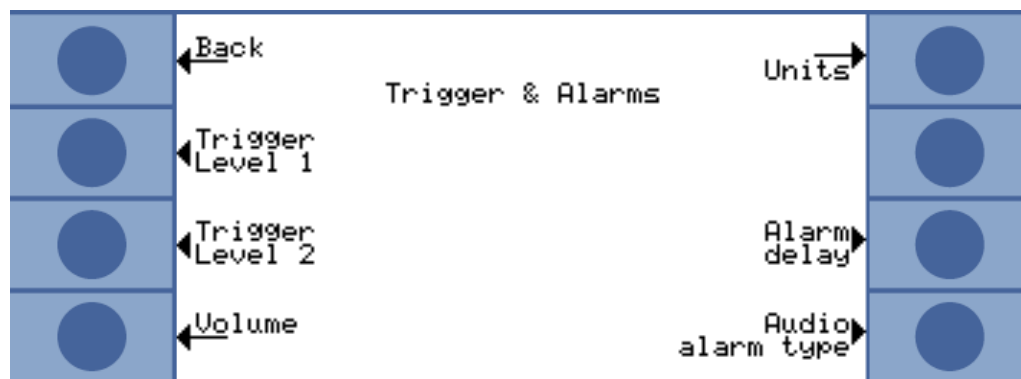 Back
Units
Trigger & Alarms
Trigger
Level 1
Trigger
Level 2
Alarm
delay
Volume
Audio
alarm type